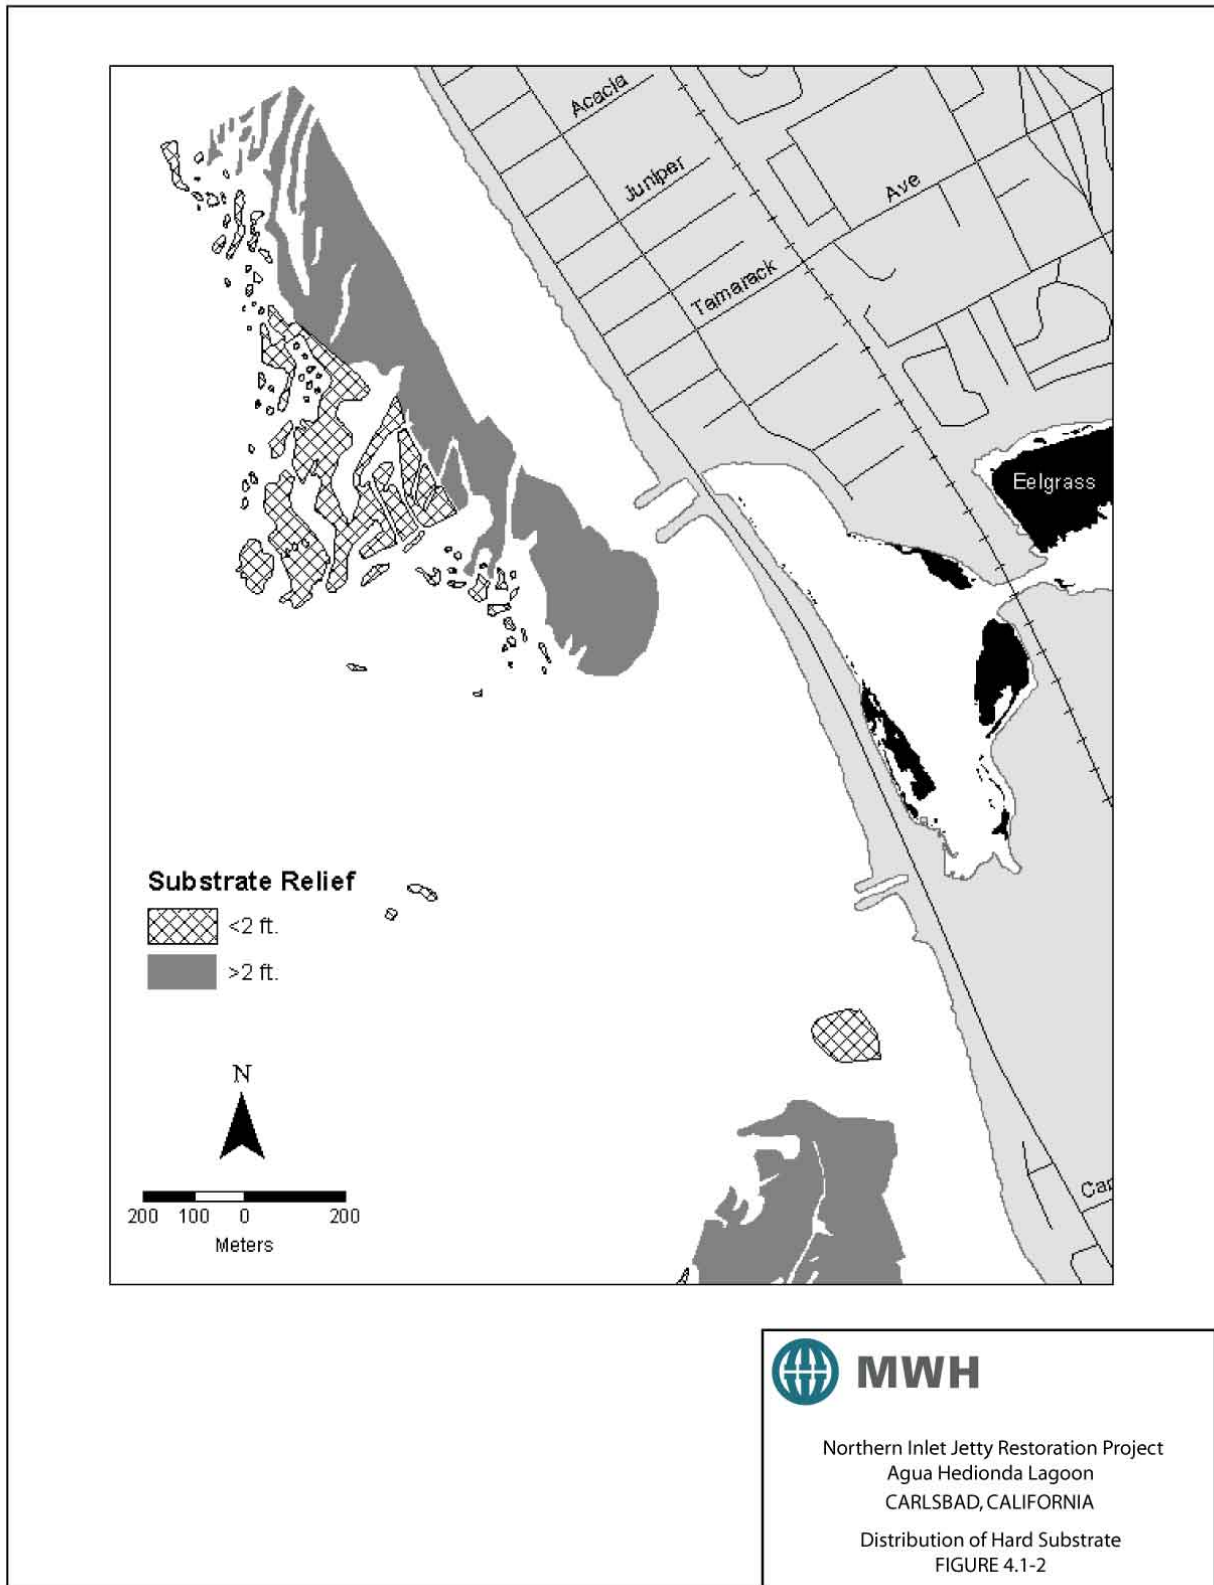 Acacia
Juniper
Ave
Tamarack
Eelgrass
Substrate Relief
<2 ft.
>2 ft.
N
200 100 0 200
Meters
Car
MWH
Northern Inlet Jetty Restoration Project
Agua Hedionda Lagoon
CARLSBAD, CALIFORNIA
Distribution of Hard Substrate
FIGURE 4.1-2